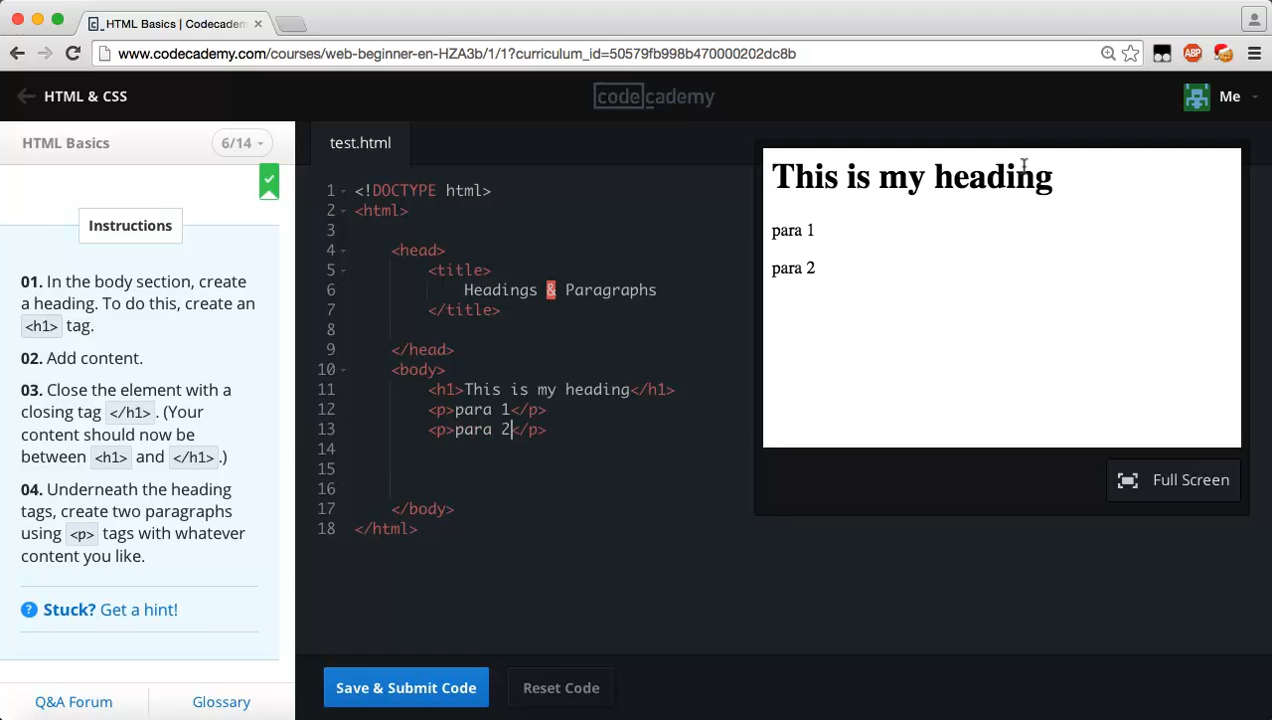 HTML Basics | Codecadem
www.codecademy.com/courses/web-beginner-en-HZA3b/1/1?curriculum_id=50579fb998b470000202dc8b
ABP
HTML & CSS
codecademy
Me
HTML Basics
6/14
test.html
Instructions
01. In the body section, create
a heading. To do this, create an
<h1> tag.
02. Add content.
03. Close the element with a
closing tag </h1>. (Your
content should now be
between <h1> and </h1>.)
04. Underneath the heading
tags, create two paragraphs
using <p> tags with whatever
content you like.
? Stuck? Get a hint!
Q&A Forum
Glossary
1 <!DOCTYPE html>
2 <html>
3
4 <head>
5 <title>
6 Headings & Paragraphs
7 </title>
8
9 </head>
10 <body>
11 <h1>This is my heading</h1>
12 <p>para 1</p>
13 <p>para 2</p>
14
15
16
17 </body>
18 </html>
This is my heading
para 1
para 2
Full Screen
Save & Submit Code
Reset Code